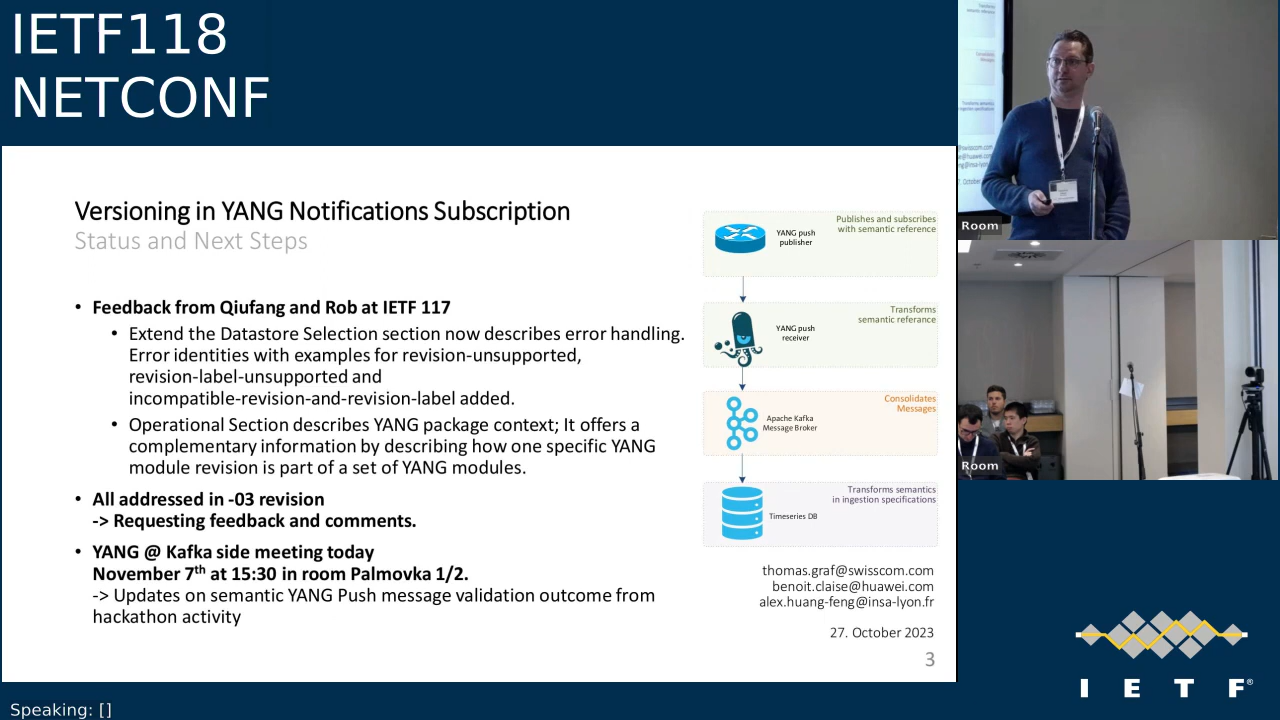 IETF118
NETCONF
Versioning in YANG Notifications Subscription
Status and Next Steps
• Feedback from Qiufang and Rob at IETF 117
• Extend the Datastore Selection section now describes error handling.
Error identities with examples for revision-unsupported,
revision-label-unsupported and
incompatible-revision-and-revision-label added.
• Operational Section describes YANG package context; It offers a
complementary information by describing how one specific YANG
module revision is part of a set of YANG modules.
• All addressed in -03 revision
-> Requesting feedback and comments.
• YANG @ Kafka side meeting today
November 7th at 15:30 in room Palmovka 1/2.
-> Updates on semantic YANG Push message validation outcome from
hackathon activity
Publishes and subscribes
with semantic reference
YANG push
publisher
Transforms
semantic referance
YANG push
receiver
Consolidates
Messages
Apache Kafka
Message Broker
Transforms semantics
in ingestion specifications
Timeseries DB
thomas.graf@swisscom.com
benoit.claise@huawei.com
alex.huang-feng@insa-lyon.fr
27. October 2023
3
Room
Room
I E T F®
Speaking: []